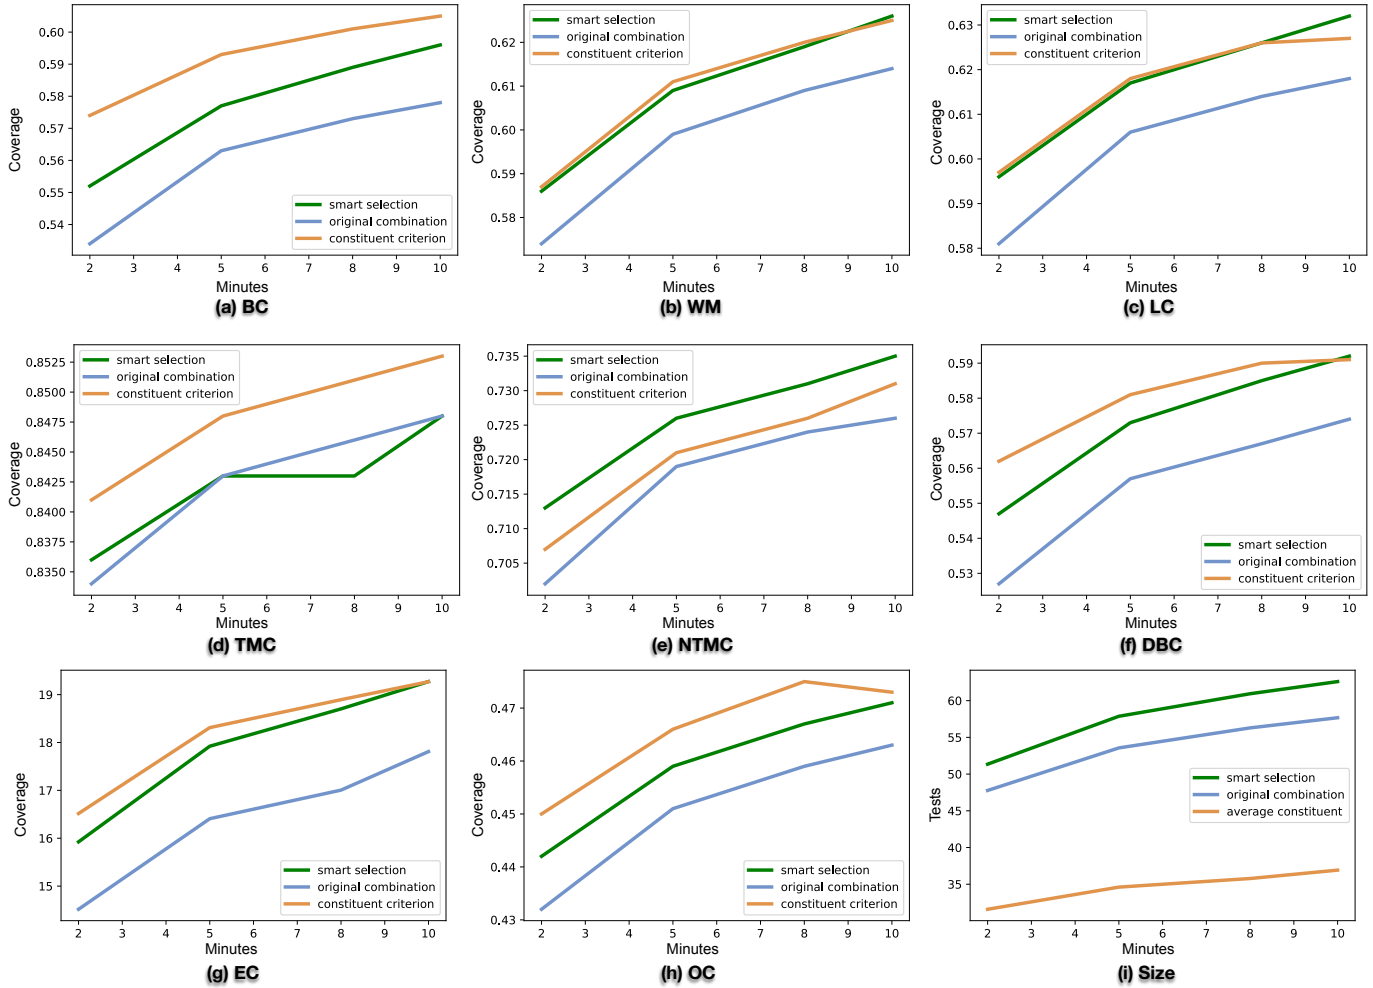 smart selection
original combination
constituent criterion
Coverage
0.60
0.59
0.58
0.57
0.56
0.55
0.54
2 3 4 5 6 7 8 9 10
Minutes
(a) BC
smart selection
original combination
constituent criterion
Coverage
0.62
0.61
0.60
0.59
0.58
2 3 4 5 6 7 8 9 10
Minutes
(b) WM
smart selection
original combination
constituent criterion
Coverage
0.63
0.62
0.61
0.60
0.59
0.58
2 3 4 5 6 7 8 9 10
Minutes
(c) LC
smart selection
original combination
constituent criterion
Coverage
0.8525
0.8500
0.8475
0.8450
0.8425
0.8400
0.8375
0.8350
2 3 4 5 6 7 8 9 10
Minutes
(d) TMC
smart selection
original combination
constituent criterion
Coverage
0.735
0.730
0.725
0.720
0.715
0.710
0.705
2 3 4 5 6 7 8 9 10
Minutes
(e) NTMC
smart selection
original combination
constituent criterion
Coverage
0.59
0.58
0.57
0.56
0.55
0.54
0.53
2 3 4 5 6 7 8 9 10
Minutes
(f) DBC
smart selection
original combination
constituent criterion
Coverage
19
18
17
16
15
2 3 4 5 6 7 8 9 10
Minutes
(g) EC
smart selection
original combination
constituent criterion
Coverage
0.47
0.46
0.45
0.44
0.43
2 3 4 5 6 7 8 9 10
Minutes
(h) OC
smart selection
original combination
average constituent
Tests
60
55
50
45
40
35
2 3 4 5 6 7 8 9 10
Minutes
(i) Size